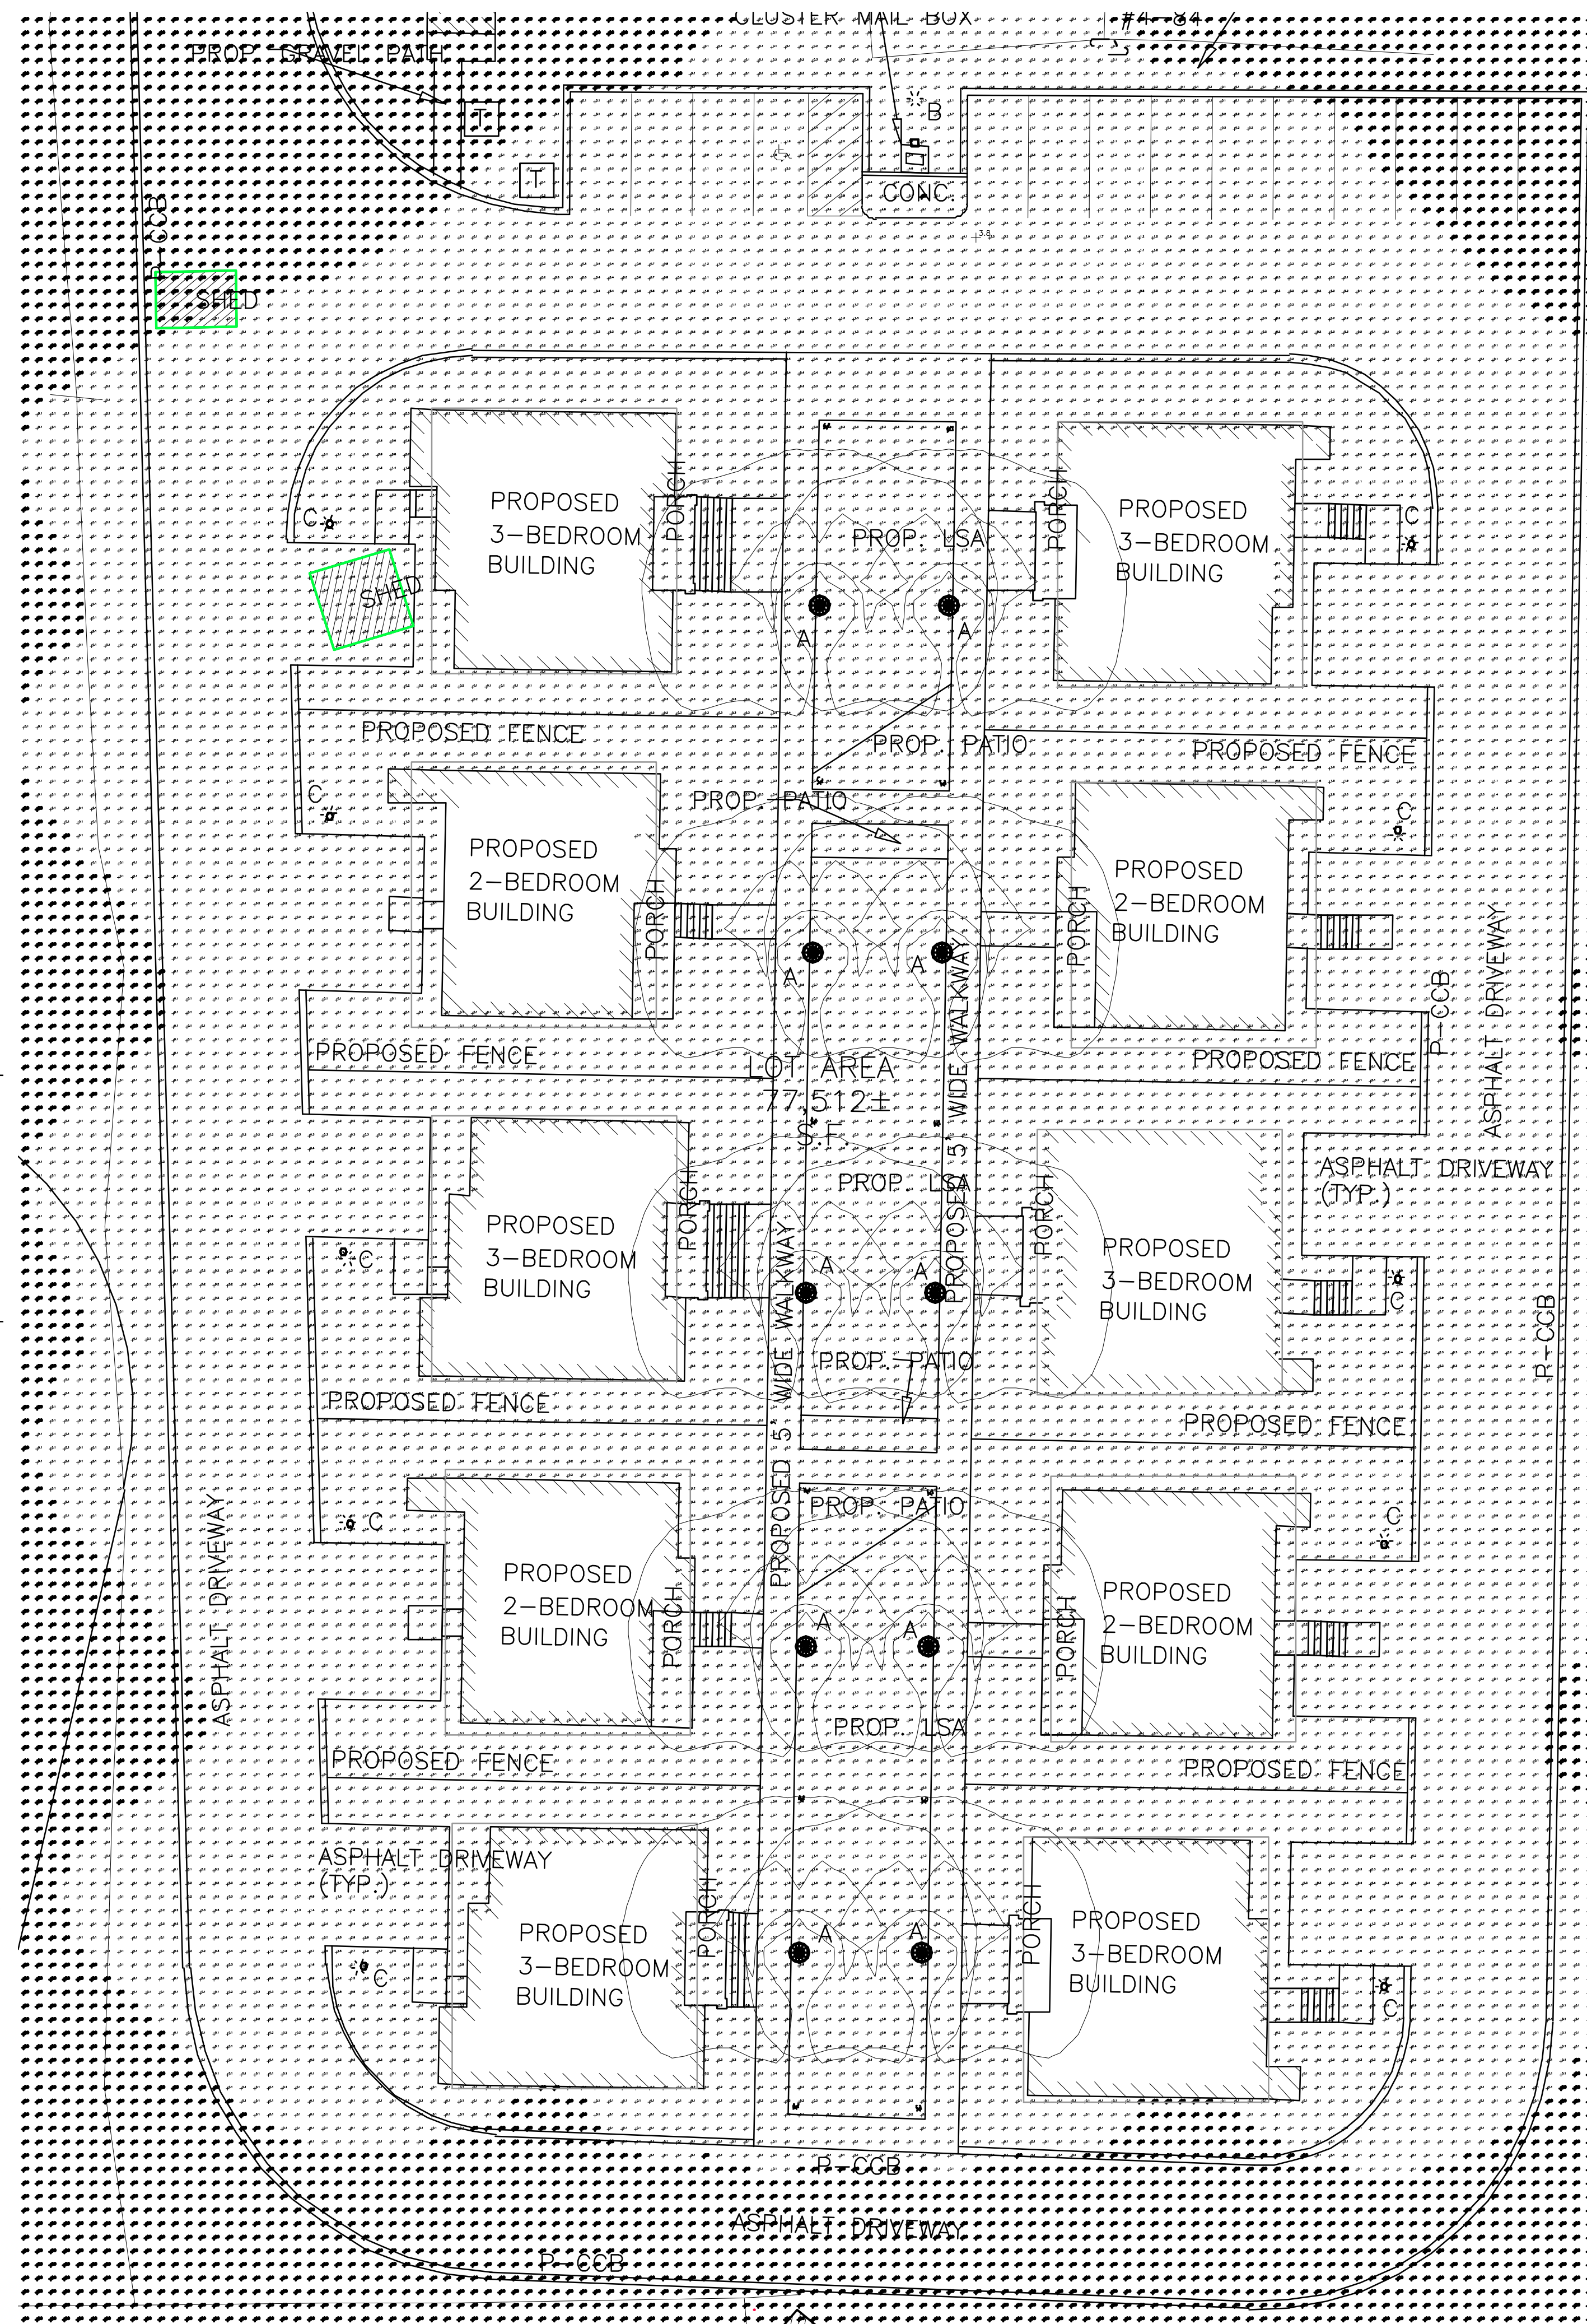 CLUSTER MAIL BOX
#4-84
PROP GRAVEL PATH
T
B
T
CONC.
P-CCB
3.8
SHED
PROPOSED
3-BEDROOM
BUILDING
PORCH
PROP. LSA
PORCH
PROPOSED
3-BEDROOM
BUILDING
C
C
SHED
A
A
PROPOSED FENCE
PROP. PATIO
PROPOSED FENCE
PROP PATIO
C
C
PROPOSED
2-BEDROOM
BUILDING
PORCH
A
A
PORCH
PROPOSED
2-BEDROOM
BUILDING
P-CCB
ASPHALT DRIVEWAY
PROPOSED FENCE
PROPOSED FENCE
LOT AREA
77,512±
S.F.
PROPOSED 5' WIDE WALKWAY
PROP. LSA
ASPHALT DRIVEWAY
(TYP.)
PROPOSED
3-BEDROOM
BUILDING
PORCH
A
A
PORCH
PROPOSED
3-BEDROOM
BUILDING
C
C
P-CCB
PROP. PATIO
PROPOSED 5' WIDE WALKWAY
PROPOSED FENCE
PROPOSED FENCE
PROP. PATIO
C
C
ASPHALT DRIVEWAY
PROPOSED
2-BEDROOM
BUILDING
PORCH
A
A
PORCH
PROPOSED
2-BEDROOM
BUILDING
PROP. LSA
PROPOSED FENCE
PROPOSED FENCE
ASPHALT DRIVEWAY
(TYP.)
PROPOSED
3-BEDROOM
BUILDING
PORCH
A
A
PORCH
PROPOSED
3-BEDROOM
BUILDING
C
C
P-CCB
ASPHALT DRIVEWAY
P-CCB